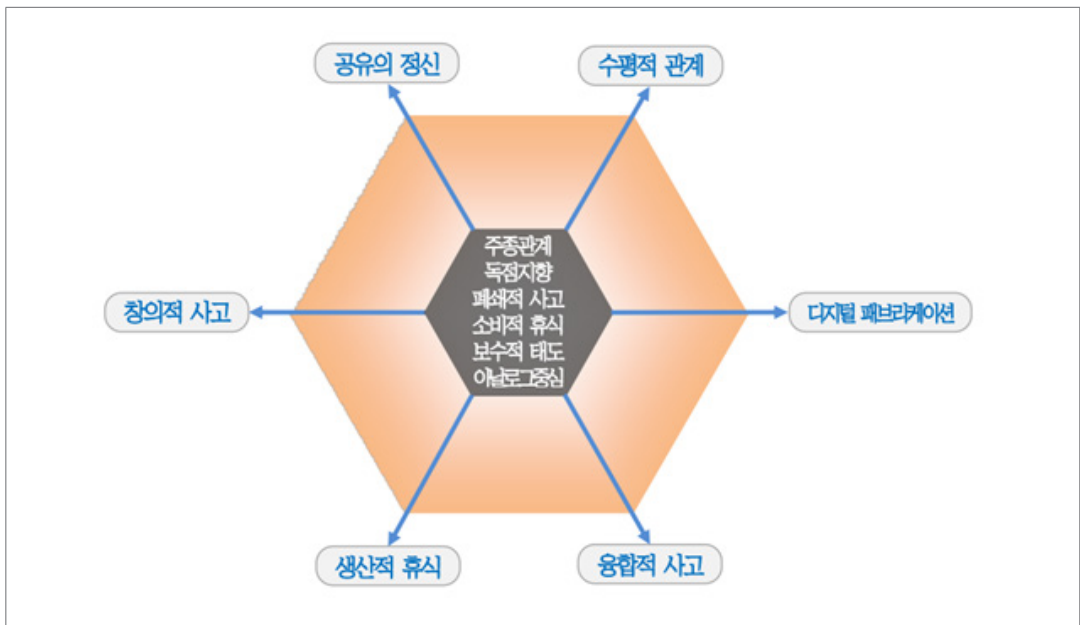 공유의 정신
수평적 관계
주종관계
독점지향
폐쇄적 사고
창의적 사고
소비적 휴식
디지털 패브리케이션
보수적 태도
아날로그중심
생산적 휴식
융합적 사고